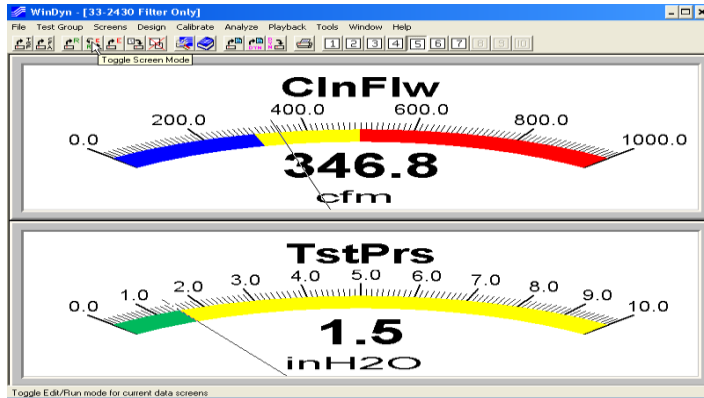 WinDyn - [33-2430 Filter Only]
File Test Group Screens Design Calibrate Analyze Playback Tools Window Help
1 2 3 4 5 6 7 8 9 10
Toggle Screen Mode
ClnFlw
0.0 200.0 400.0 600.0 800.0 1000.0
346.8
cfm
TstPrs
0.0 1.0 2.0 3.0 4.0 5.0 6.0 7.0 8.0 9.0 10.0
1.5
inH2O
Toggle Edit/Run mode for current data screens